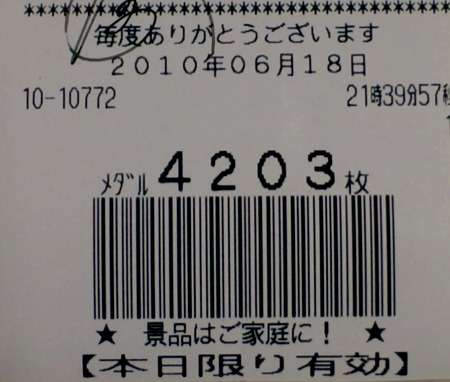 ********************************
毎度ありがとうございます
2010年06月18日
10-10772 21時39分57秒
ﾒﾀﾞﾙ 4203枚
★ 景品はご家庭に! ★
【本日限り有効】